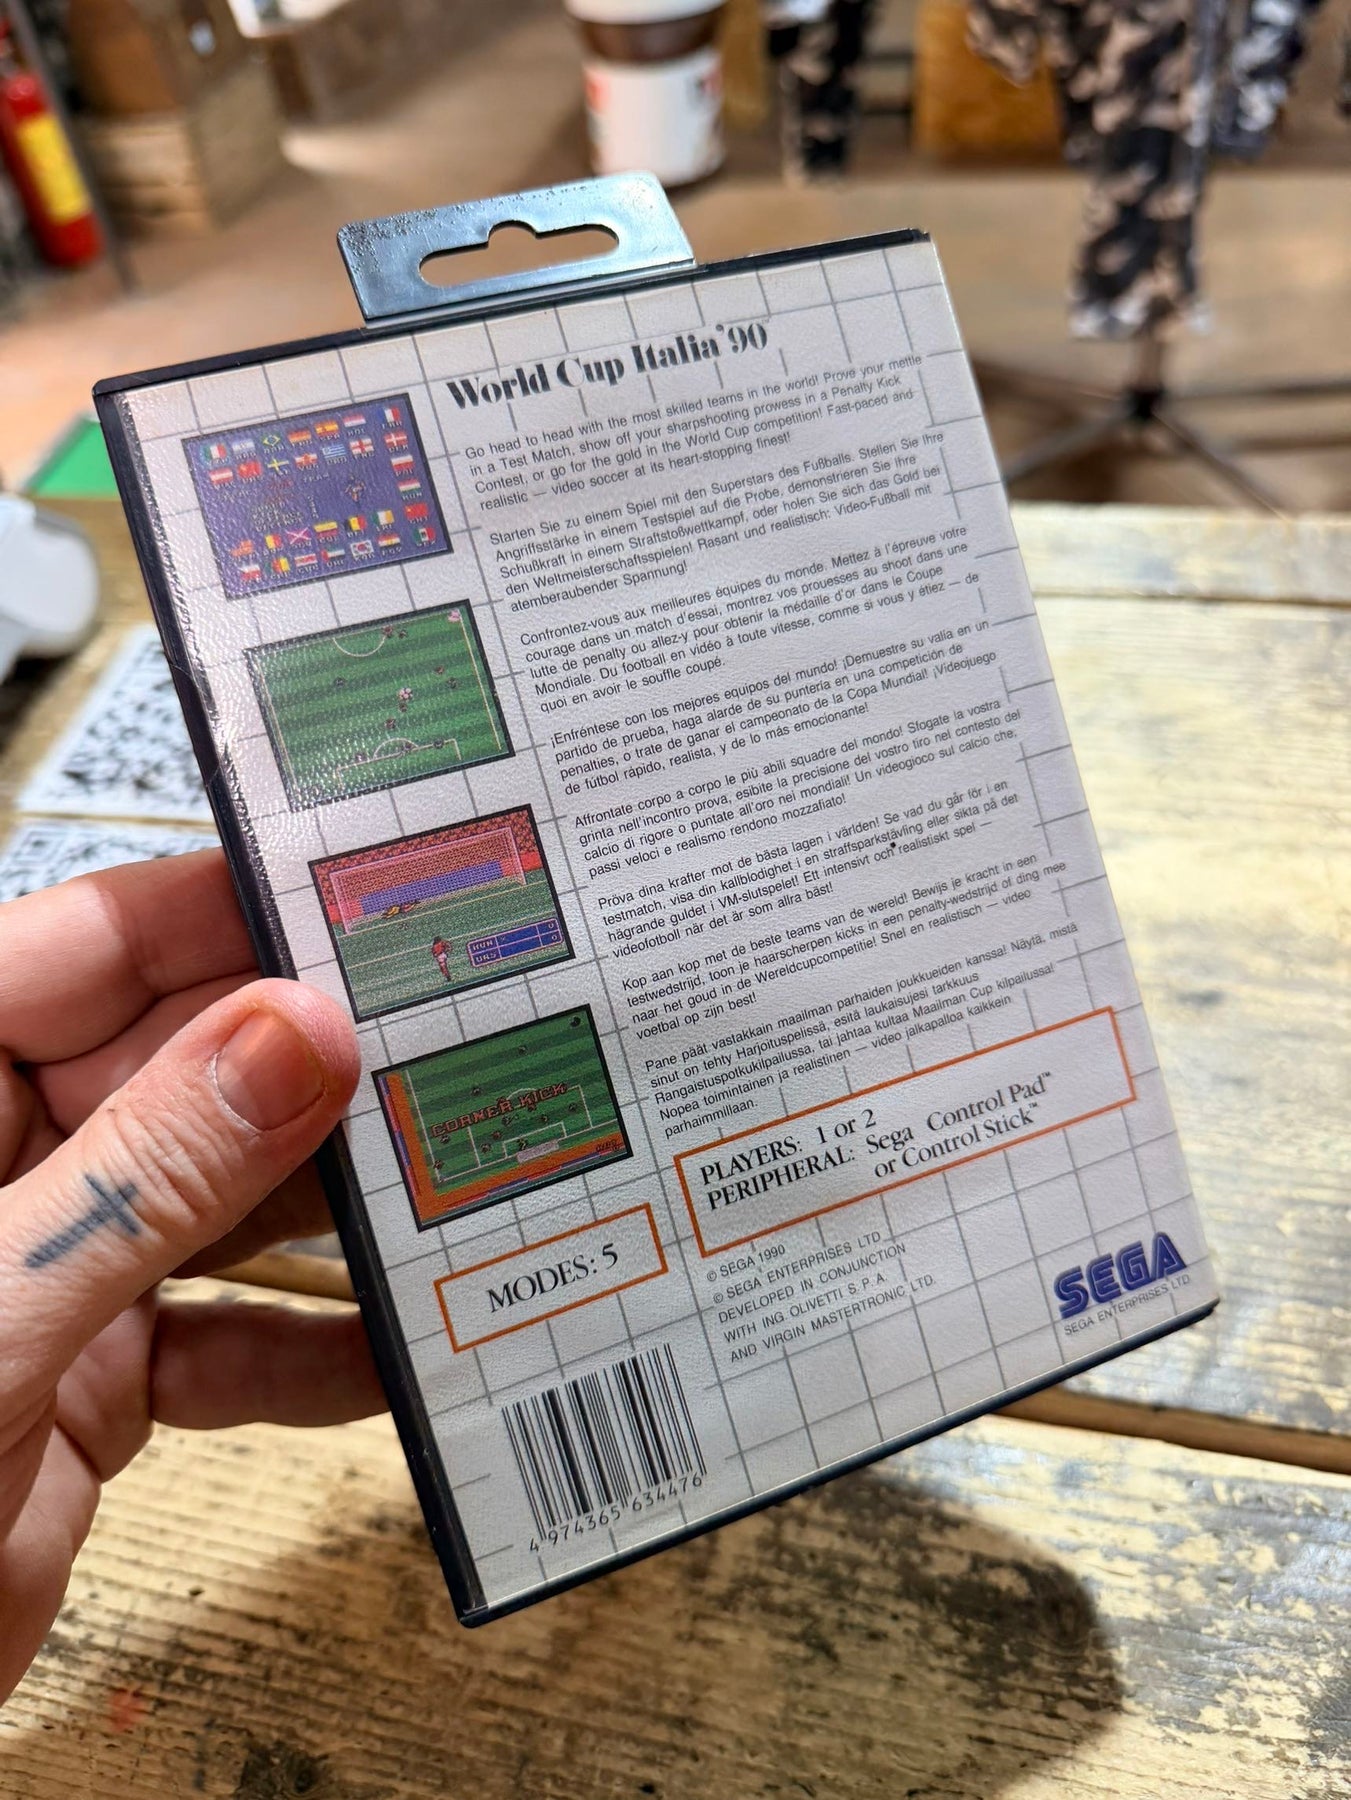 World Cup Italia '90™
Go head to head with the most skilled teams in the world! Prove your mettle
in a Test Match, show off your sharpshooting prowess in a Penalty Kick
Contest, or go for the gold in the World Cup competition! Fast-paced and
realistic — video soccer at its heart-stopping finest!
Starten Sie zu einem Spiel mit den Superstars des Fußballs. Stellen Sie Ihre
Angriffsstärke in einem Testspiel auf die Probe, demonstrieren Sie Ihre
Schußkraft in einem Straftstoßwettkampf, oder holen Sie sich das Gold bei
den Weltmeisterschaftsspielen! Rasant und realistisch: Video-Fußball mit
atemberaubender Spannung!
Confrontez-vous aux meilleures équipes du monde. Mettez à l'épreuve votre
courage dans un match d'essai, montrez vos prouesses au shoot dans une
lutte de penalty ou allez-y pour obtenir la médaille d'or dans le Coupe
Mondiale. Du football en vidéo à toute vitesse, comme si vous y étiez — de
quoi en avoir le souffle coupé.
¡Enfréntese con los mejores equipos del mundo! ¡Demuestre su valia en un
partido de prueba, haga alarde de su punteria en una competición de
penalties, o trate de ganar el campeonato de la Copa Mundial! ¡Videojuego
de fútbol rápido, realista, y de lo más emocionante!
Affrontate corpo a corpo le più abili squadre del mondo! Sfogate la vostra
grinta nell'incontro prova, esibite la precisione del vostro tiro nel contesto del
calcio di rigore o puntate all'oro nei mondiali! Un videogioco sul calcio che;
passi veloci e realismo rendono mozzafiato!
Pröva dina krafter mot de bästa lagen i världen! Se vad du går för i en
testmatch, visa din kallblodighet i en straffsparkstävling eller sikta på det
hägrande guldet i VM-slutspelet! Ett intensivt och realistiskt spel —
videofotboll när det är som allra bäst!
Kop aan kop met de beste teams van de wereld! Bewijs je kracht in een
testwedstrijd, toon je haarscherpen kicks in een penalty-wedstrijd of ding mee
naar het goud in de Wereldcupcompetitie! Snel en realistisch — video
voetbal op zijn best!
Pane päät vastakkain maailman parhaiden joukkueiden kanssa! Näytä, mistä
sinut on tehty Harjoituspelissä, esitä laukaisujesi tarkkuus
Rangaistuspotkukilpailussa, tai jahtaa kultaa Maailman Cup kilpailussa!
Nopea toimintainen ja realistinen — video jalkapalloa kaikkein
parhaimmillaan.
HUN
CORNER KICK
PLAYERS: 1 or 2
PERIPHERAL: Sega Control Pad™
or Control Stick™
MODES: 5
© SEGA 1990
© SEGA ENTERPRISES LTD.
DEVELOPED IN CONJUNCTION
WITH ING. OLIVETTI S. P. A.
AND VIRGIN MASTERTRONIC LTD.
SEGA
SEGA ENTERPRISES LTD.
4 974365 634476